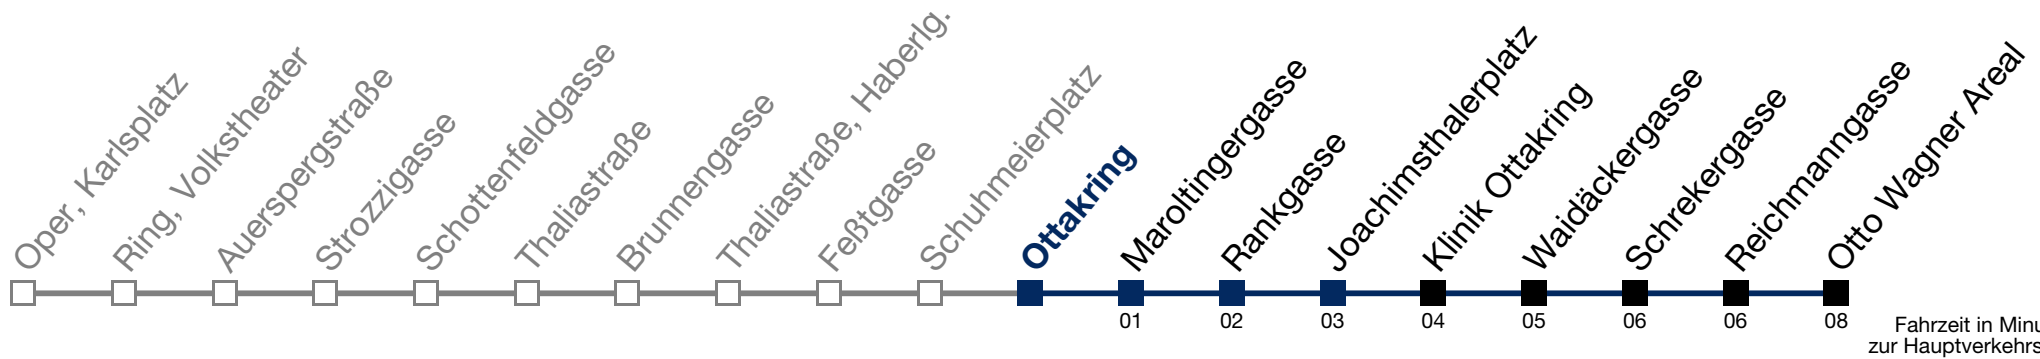 Oper, Karlsplatz
Ring, Volkstheater
Auerspergstraße
Strozzigasse
Schottenfeldgasse
Thaliastraße
Brunnengasse
Thaliastraße, Haberlg.
Feßtgasse
Schuhmeierplatz
Ottakring
Maroltingergasse
Rankgasse
Joachimsthalerplatz
Klinik Ottakring
Waidäckergasse
Schrekergasse
Reichmanngasse
Otto Wagner Areal
01 02 03 04 05 06 06 08
Fahrzeit in Minu
zur Hauptverkehrs